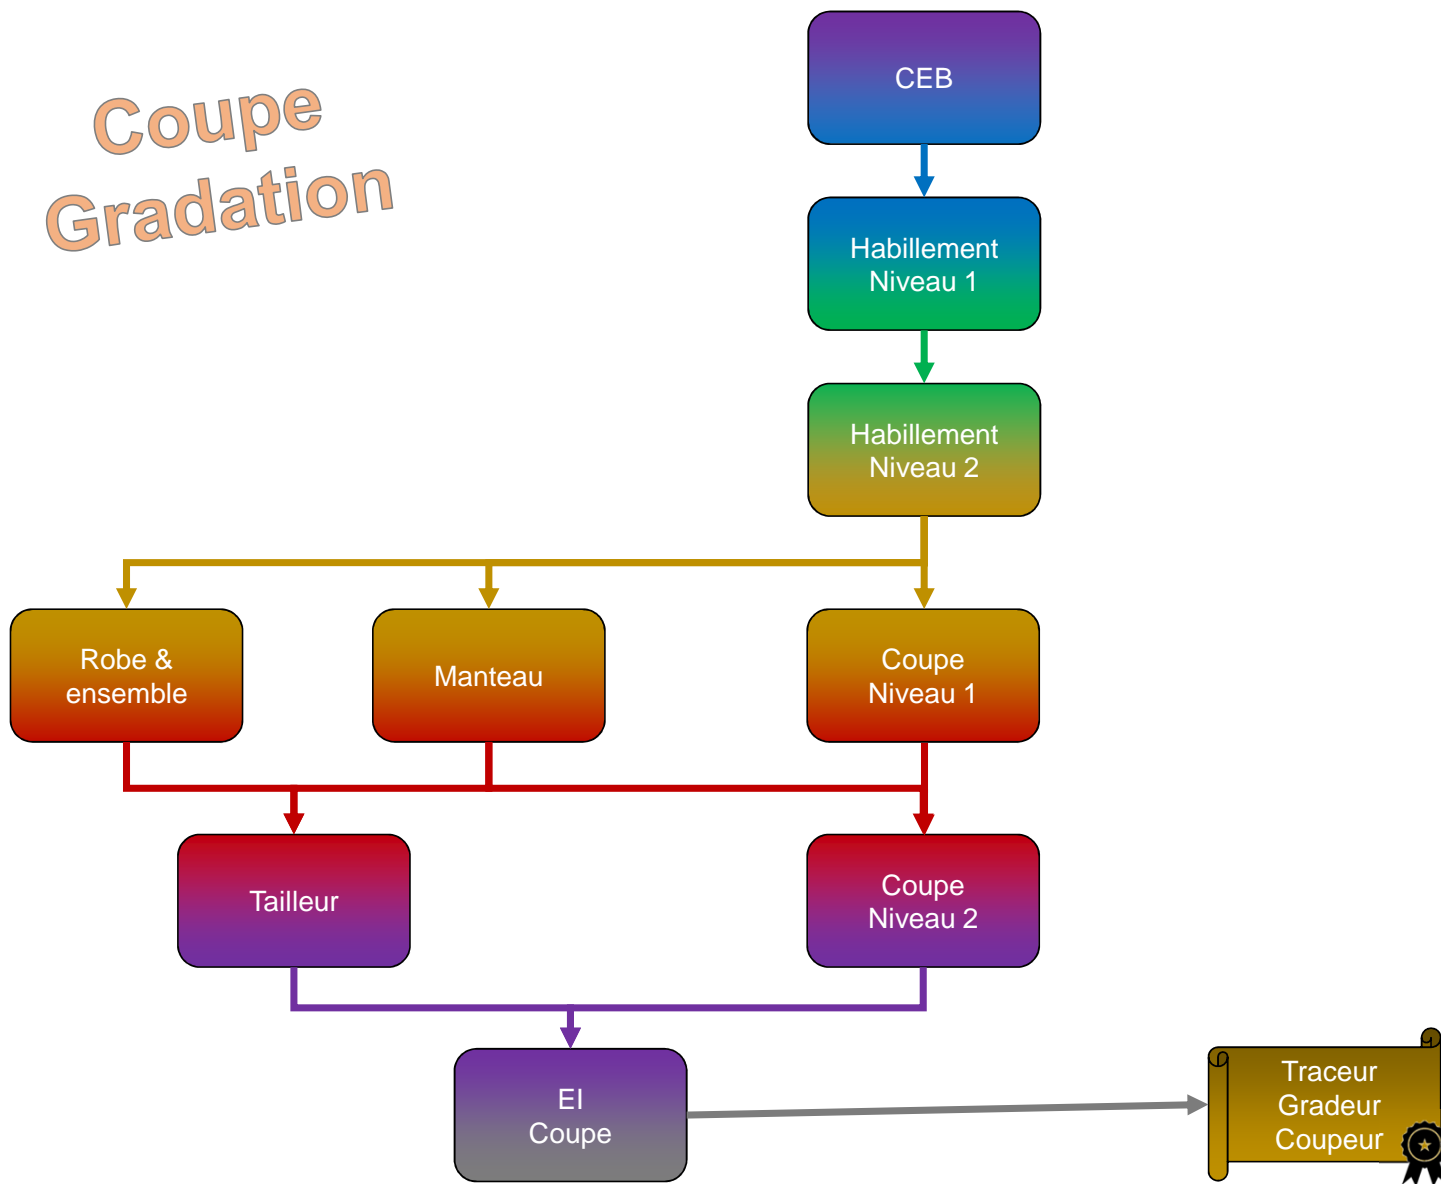 Coupe
Gradation
CEB
Habillement
Niveau 1
Habillement
Niveau 2
Robe &
ensemble
Manteau
Coupe
Niveau 1
Tailleur
Coupe
Niveau 2
EI
Coupe
Traceur
Gradeur
Coupeur